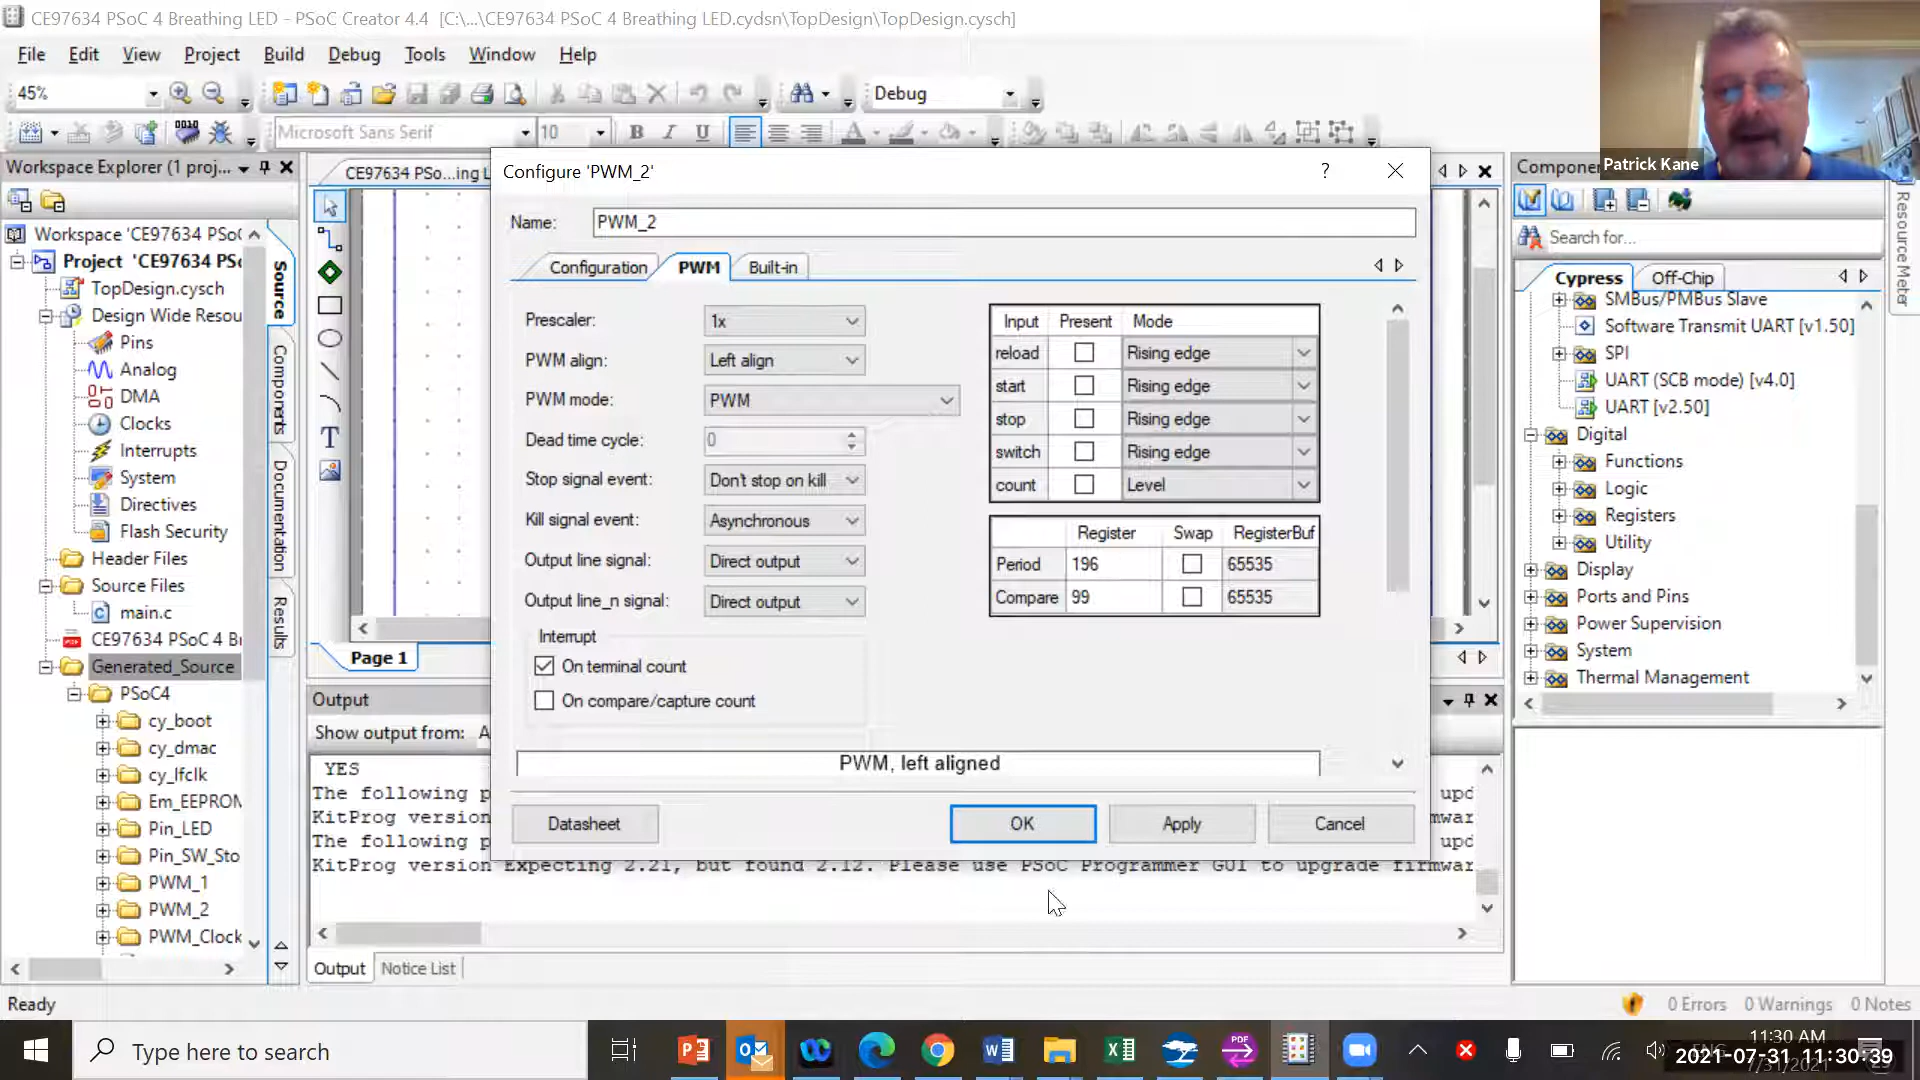 CE97634 PSoC 4 Breathing LED - PSoC Creator 4.4 [C:\...\CE97634 PSoC 4 Breathing LED.cydsn\TopDesign\TopDesign.cysch]
File Edit View Project Build Debug Tools Window Help
45% Debug
Microsoft Sans Serif 10 B I U A
Patrick Kane
Workspace Explorer (1 proj...
Workspace 'CE97634 PSo
Project 'CE97634 PS
TopDesign.cysch
Design Wide Resou
Pins
Analog
DMA
Clocks
Interrupts
System
Directives
Flash Security
Header Files
Source Files
main.c
CE97634 PSoC 4 B
Generated_Source
PSoC4
cy_boot
cy_dmac
cy_lfclk
Em_EEPROM
Pin_LED
Pin_SW_Sto
PWM_1
PWM_2
PWM_Clock
Source
Components
Documentation
Results
CE97634 PSo...ing L
T
Page 1
Configure 'PWM_2'
?
Name: PWM_2
Configuration PWM Built-in
Prescaler: 1x
PWM align: Left align
PWM mode: PWM
Dead time cycle: 0
Stop signal event: Don't stop on kill
Kill signal event: Asynchronous
Output line signal: Direct output
Output line_n signal: Direct output
Interrupt
On terminal count
On compare/capture count
Input Present Mode
reload Rising edge
start Rising edge
stop Rising edge
switch Rising edge
count Level
Register Swap RegisterBuf
Period 196 65535
Compare 99 65535
PWM, left aligned
Datasheet OK Apply Cancel
Output
Show output from: A
YES
The following p upd
KitProg version mwar
The following p upd
KitProg version Expecting 2.21, but found 2.12. Please use PSoC Programmer GUI to upgrade firmwar
Output Notice List
Componen
Search for...
Cypress Off-Chip
SMBus/PMBus Slave
Software Transmit UART [v1.50]
SPI
UART (SCB mode) [v4.0]
UART [v2.50]
Digital
Functions
Logic
Registers
Utility
Display
Ports and Pins
Power Supervision
System
Thermal Management
Resource Meter
Ready
0 Errors 0 Warnings 0 Notes
Type here to search
11:30 AM
7/31/2021
2021-07-31 11:30:39